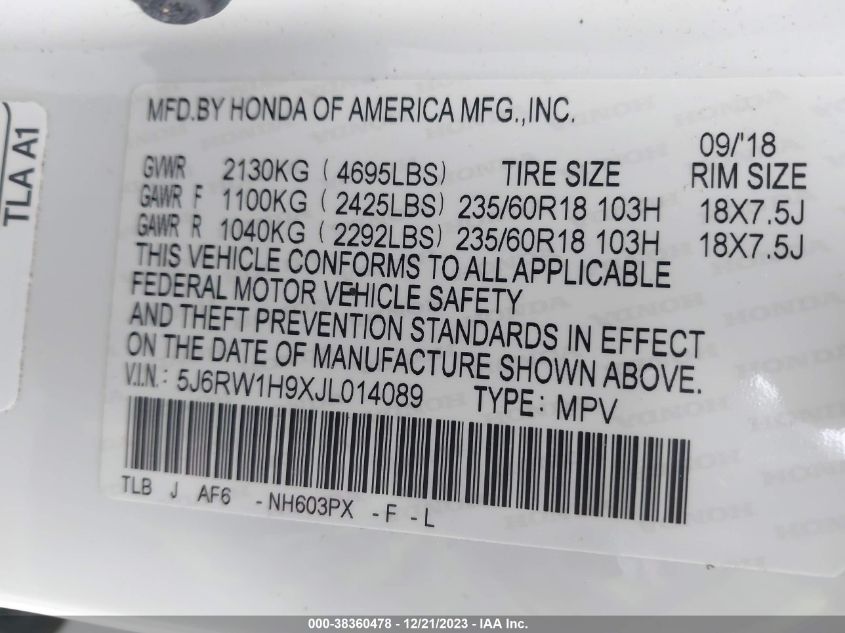 TLA A1
MFD.BY HONDA OF AMERICA MFG.,INC.
09/'18
GVWR 2130KG ( 4695LBS) TIRE SIZE RIM SIZE
GAWR F 1100KG ( 2425LBS) 235/60R18 103H 18X7.5J
GAWR R 1040KG ( 2292LBS) 235/60R18 103H 18X7.5J
THIS VEHICLE CONFORMS TO ALL APPLICABLE
FEDERAL MOTOR VEHICLE SAFETY
AND THEFT PREVENTION STANDARDS IN EFFECT
ON THE DATE OF MANUFACTURE SHOWN ABOVE.
V.I.N.: 5J6RW1H9XJL014089 TYPE: MPV
TLB J AF6 -NH603PX -F -L
000-38360478 - 12/21/2023 - IAA Inc.